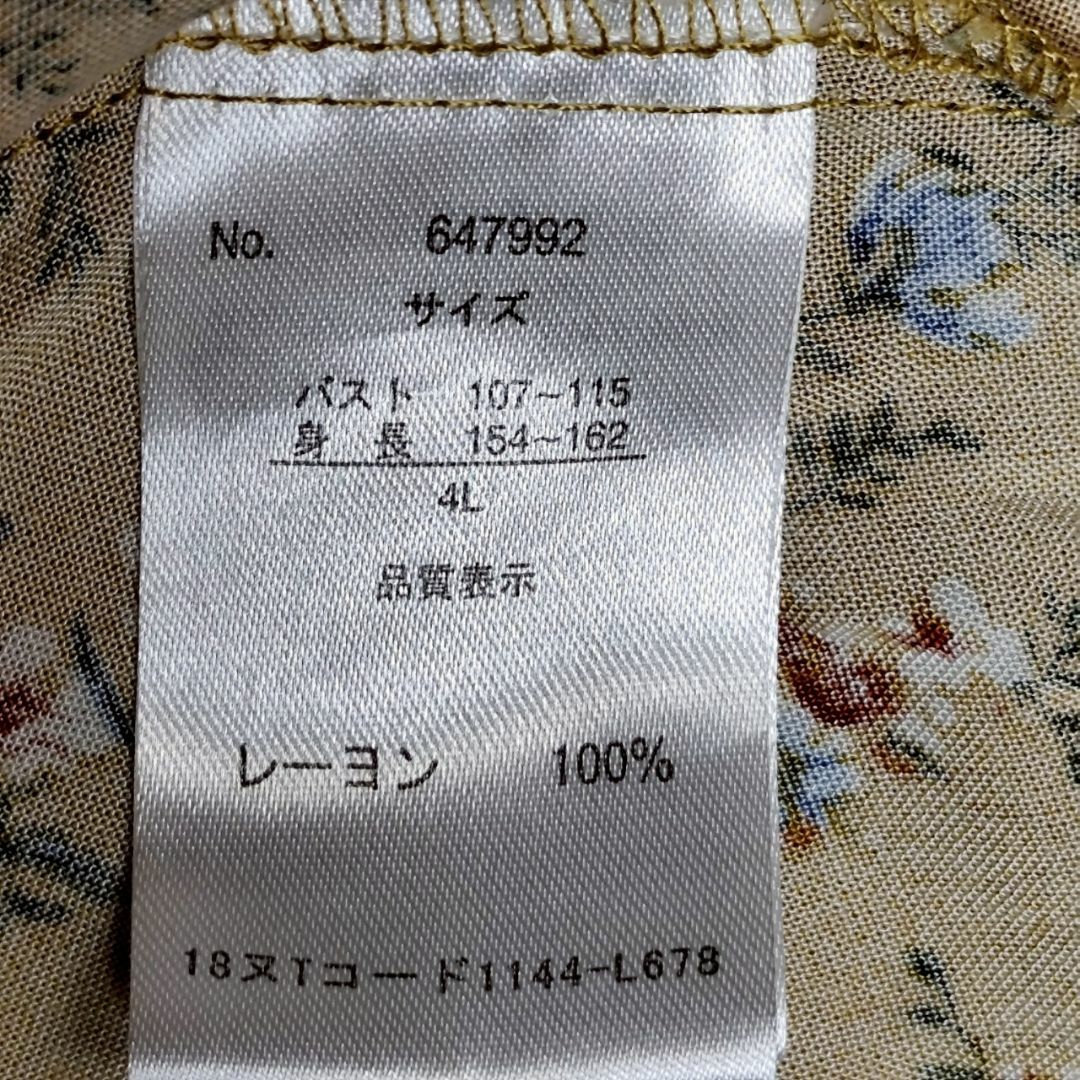 No. 647992
サイズ
バスト 107~115
身長 154~162
4L
品質表示
レーヨン 100%
18ヌTコード1144-L678